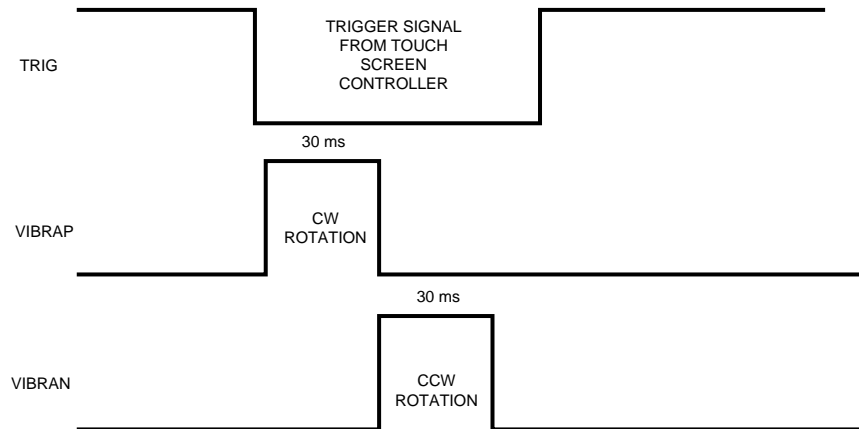 TRIG
TRIGGER SIGNAL
FROM TOUCH
SCREEN
CONTROLLER
30 ms
VIBRAP
CW
ROTATION
30 ms
VIBRAN
CCW
ROTATION